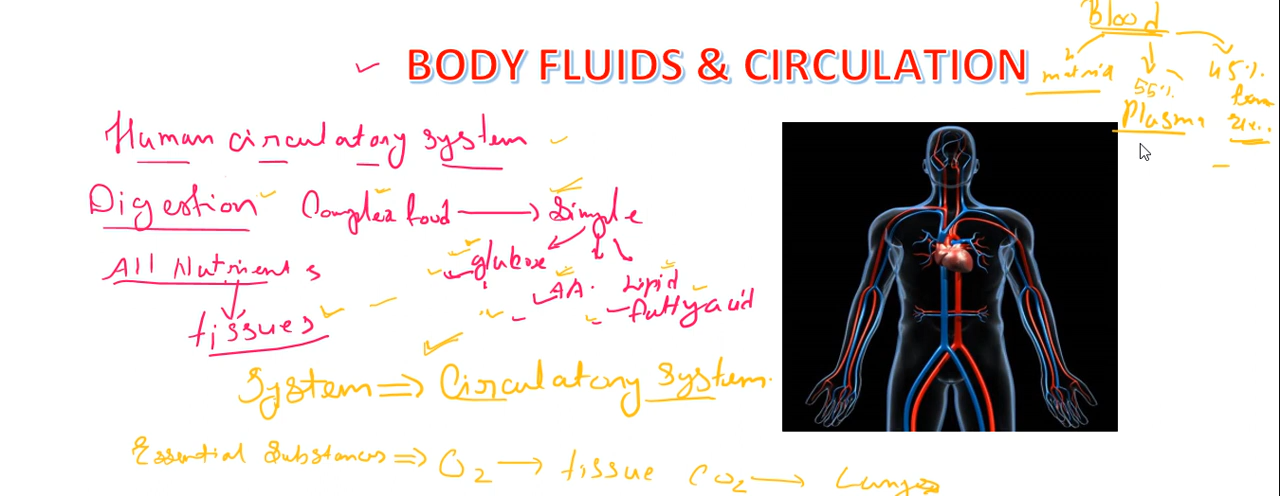 Blood
BODY FLUIDS & CIRCULATION
matrix
55%
Plasma
45%
Human circulatory system
Digestion Complex food → Simple
All Nutrients
glucose
AA. Lipid
fatty acid
tissues
System ⇒ Circulatory System.
Essential Substances ⇒ O2 → tissue CO2 → Lungs